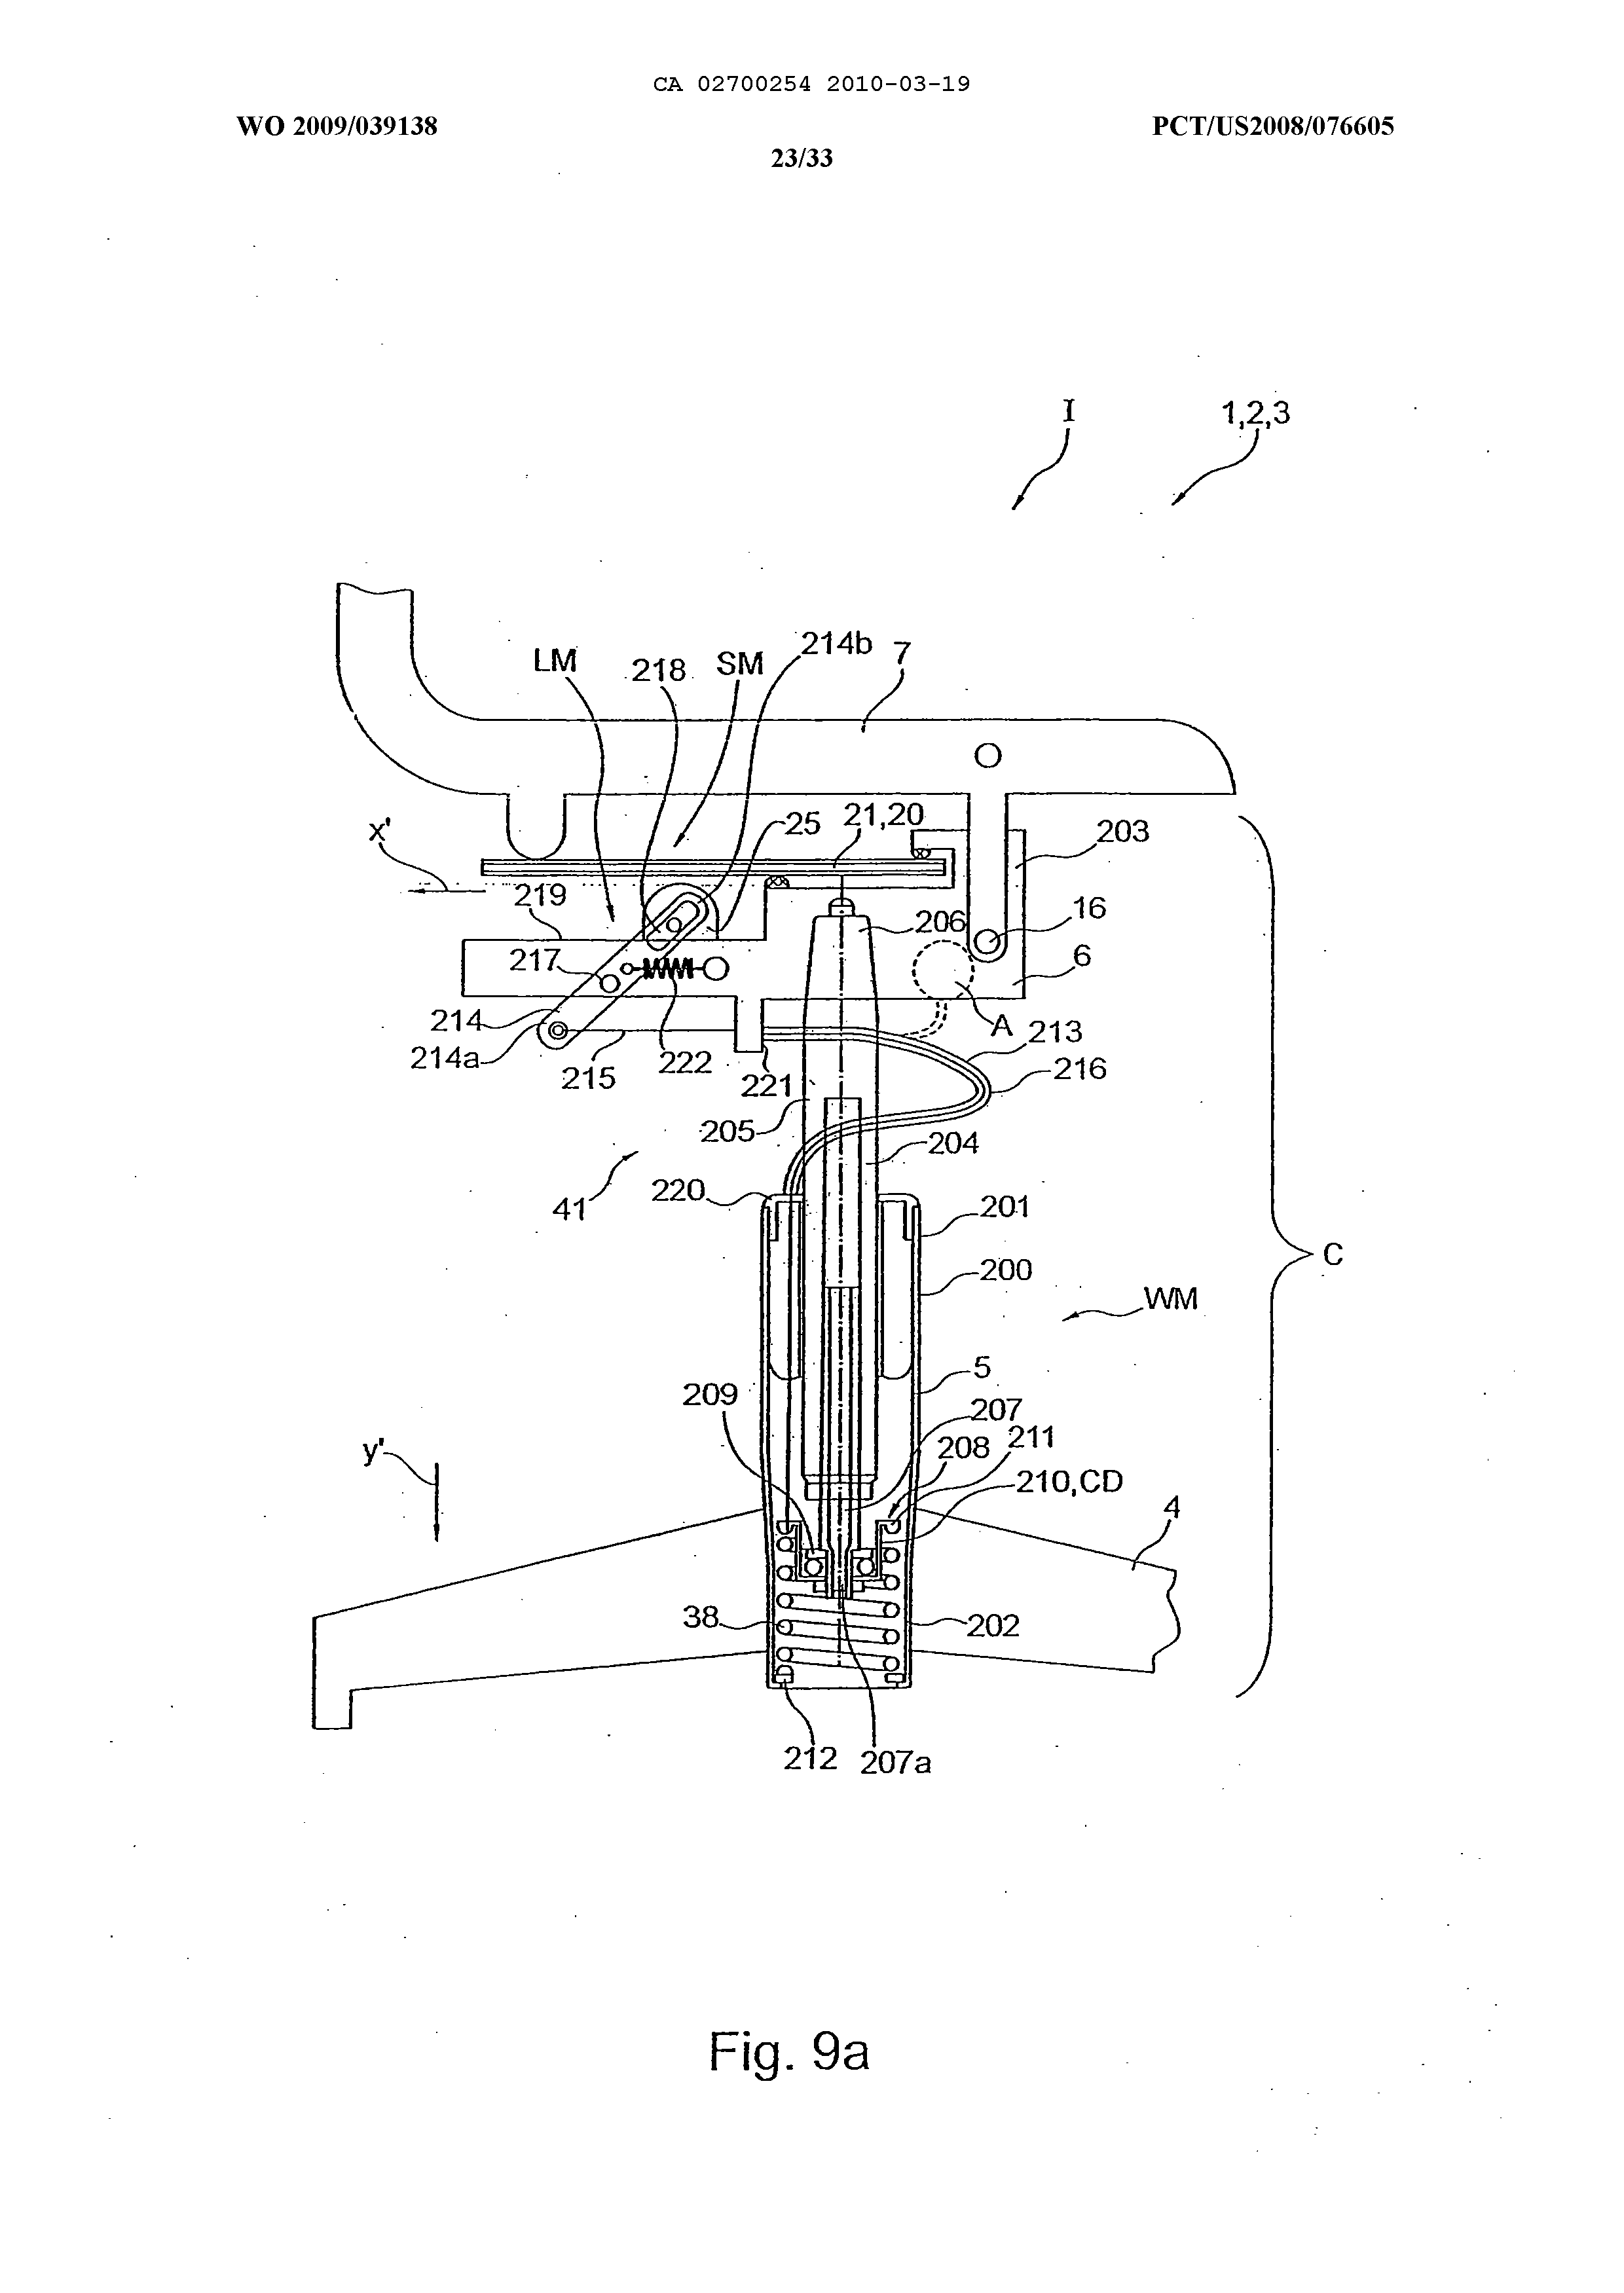 CA 02700254 2010-03-19
WO 2009/039138 PCT/US2008/076605
23/33
I 1,2,3
LM 218 SM 214b 7
x' 25 21,20 203
219 206 16
217 6
214 A 213
214a 215 222 221 216
205 204
41 220 201
200 C
WM
5
209 207
y' 208 211
210,CD
4
38 202
212 207a
Fig. 9a